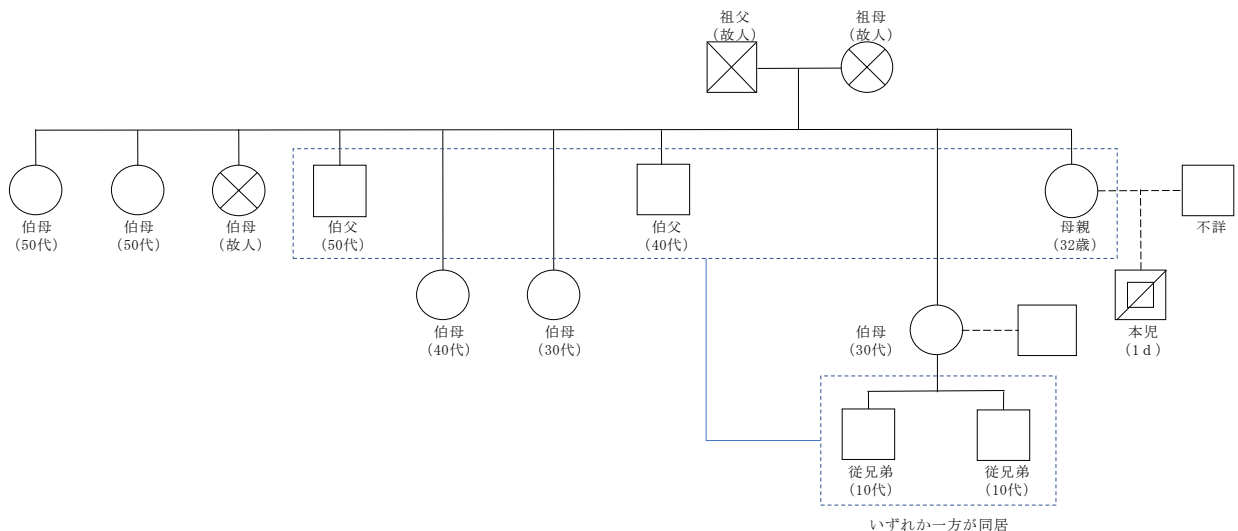 祖父
(故人)
祖母
(故人)
伯母
(50代)
伯母
(50代)
伯母
(故人)
伯父
(50代)
伯父
(40代)
母親
(32歳)
不詳
伯母
(40代)
伯母
(30代)
伯母
(30代)
本児
(1d)
従兄弟
(10代)
従兄弟
(10代)
いずれか一方が同居